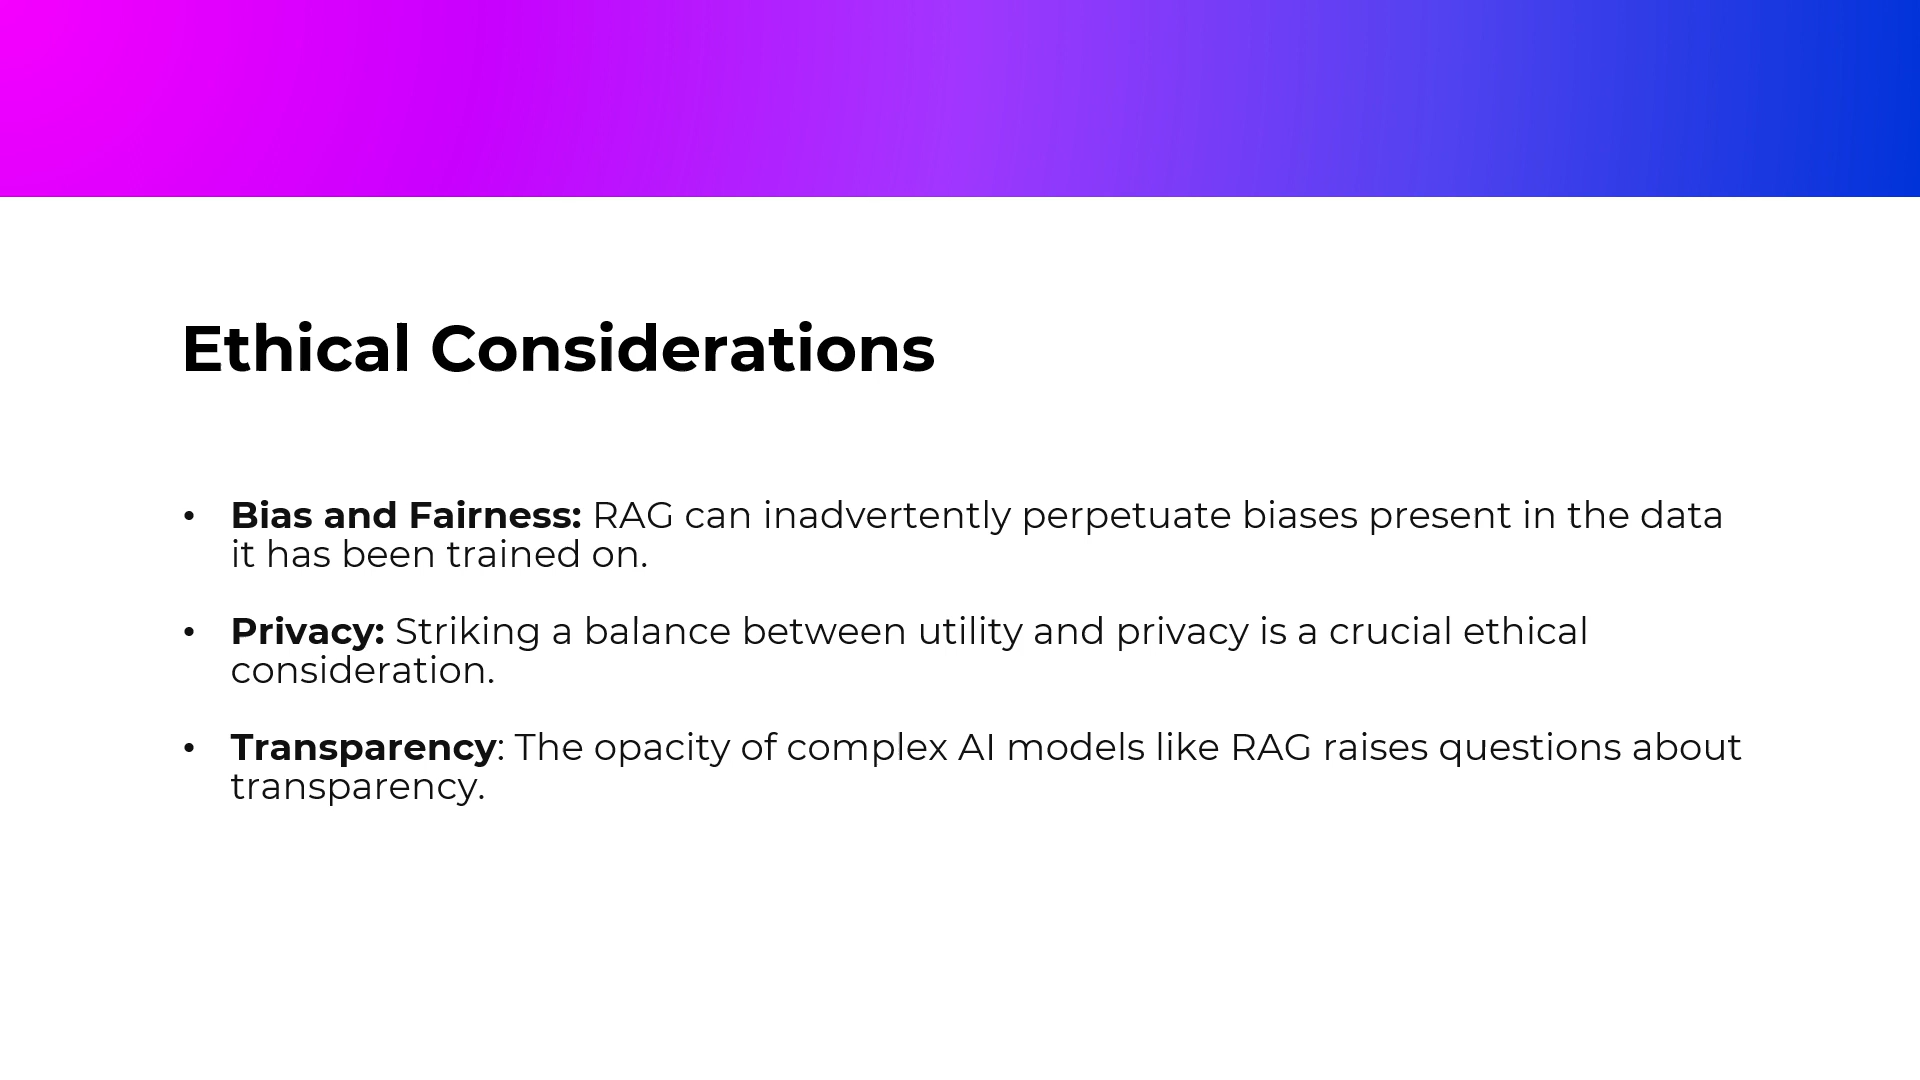 Ethical Considerations
• Bias and Fairness: RAG can inadvertently perpetuate biases present in the data
it has been trained on.
• Privacy: Striking a balance between utility and privacy is a crucial ethical
consideration.
• Transparency: The opacity of complex AI models like RAG raises questions about
transparency.